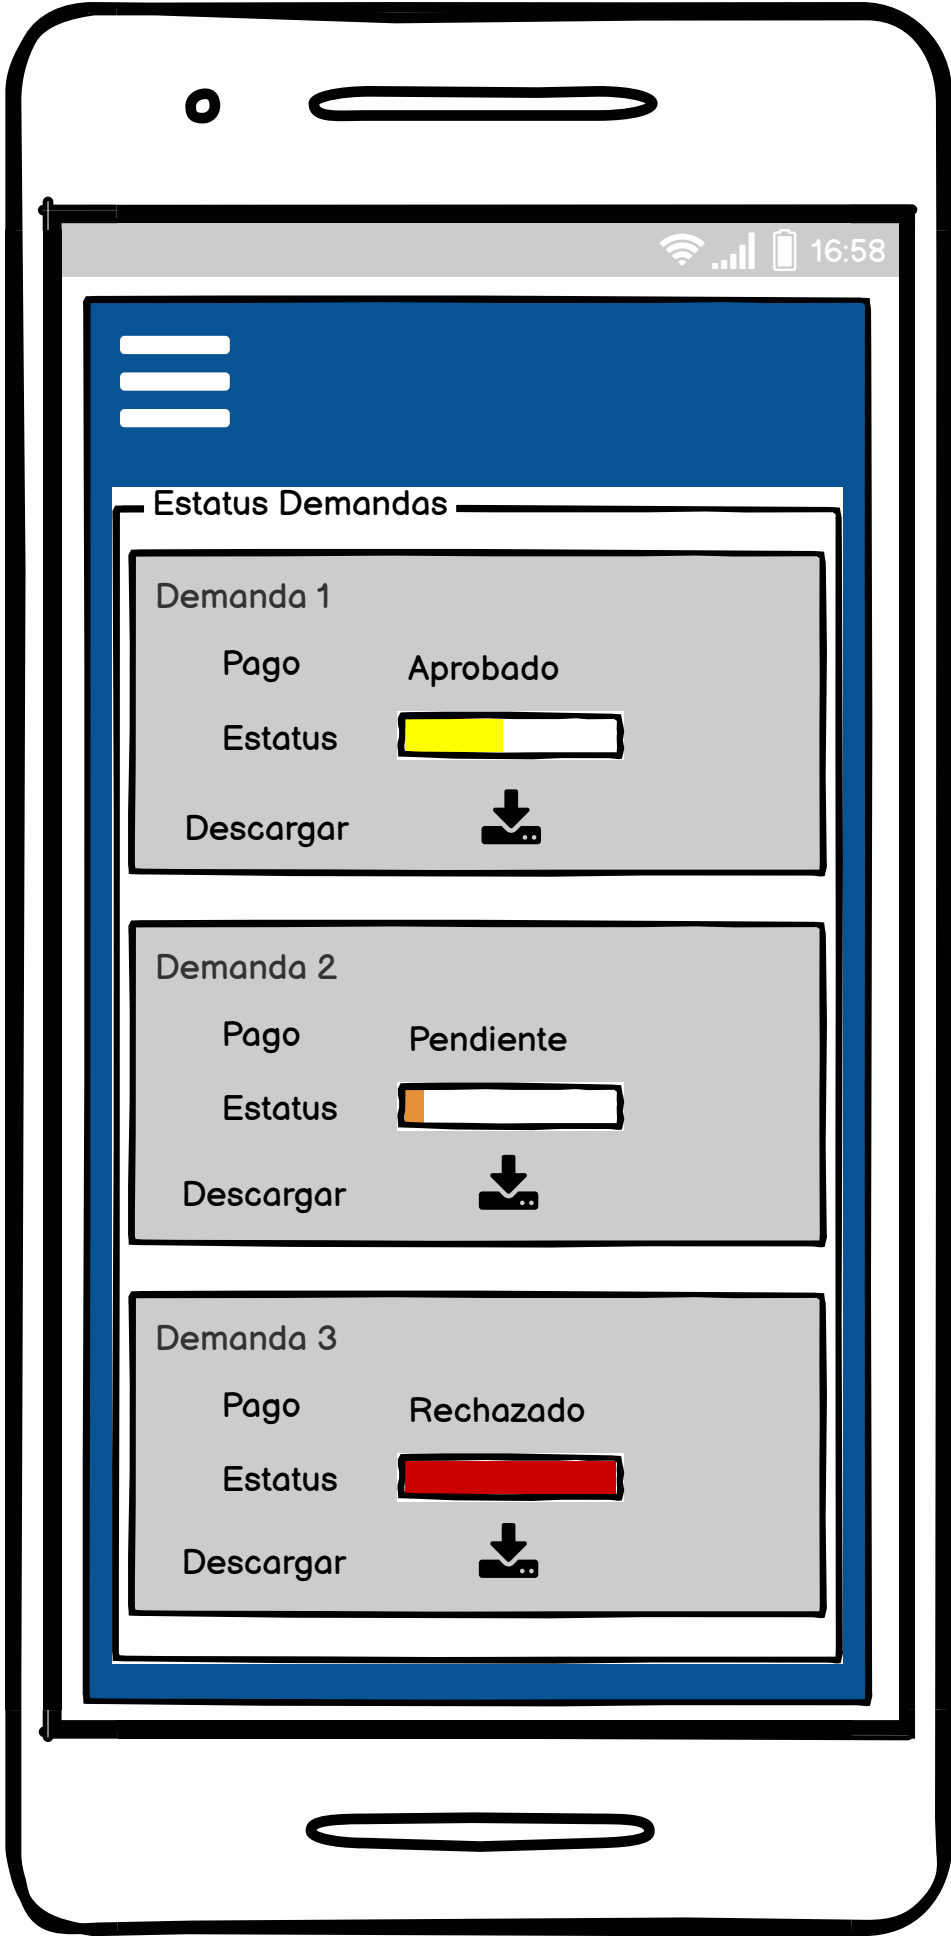 16:58
Estatus Demandas
Demanda 1
Pago Aprobado
Estatus
Descargar
Demanda 2
Pago Pendiente
Estatus
Descargar
Demanda 3
Pago Rechazado
Estatus
Descargar